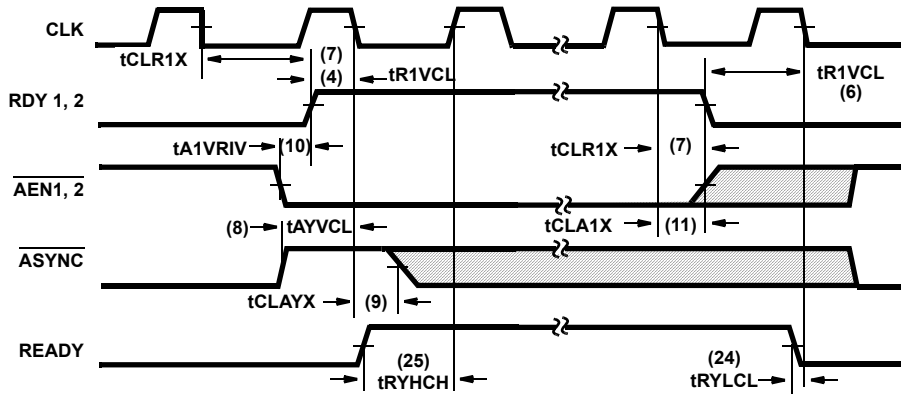 CLK
tCLR1X
(7)
(4)
tR1VCL
tR1VCL
(6)
RDY 1, 2
tA1VRIV
(10)
tCLR1X
(7)
AEN1, 2
(8)
tAYVCL
tCLA1X
(11)
ASYNC
tCLAYX
(9)
READY
(25)
tRYHCH
(24)
tRYLCL